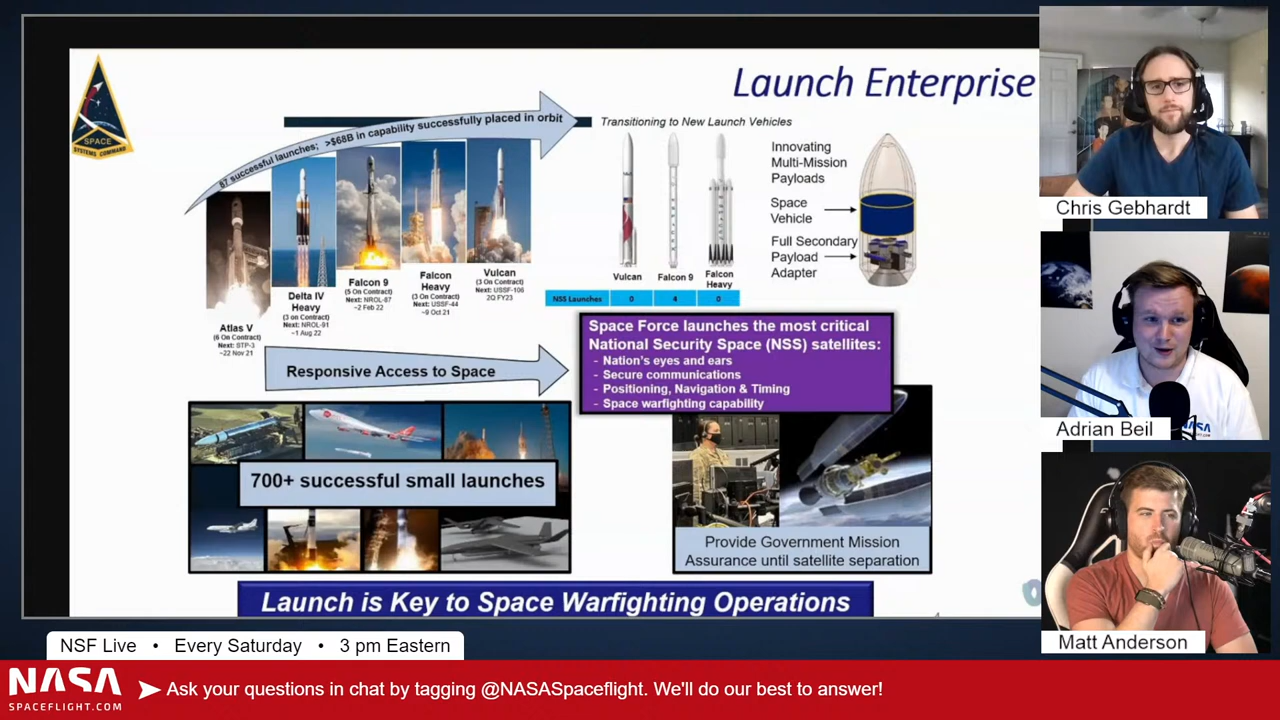 Launch Enterprise
SPACE
SYSTEMS COMMAND
87 successful launches; >$68B in capability successfully placed in orbit
Transitioning to New Launch Vehicles
Atlas V
(6 On Contract)
Next: STP-3
~22 Nov 21
Delta IV
Heavy
(3 on Contract)
Next: NROL-91
~1 Aug 22
Falcon 9
(5 On Contract)
Next: NROL-87
~2 Feb 22
Falcon
Heavy
(3 On Contract)
Next: USSF-44
~9 Oct 21
Vulcan
(3 On Contract)
Next: USSF-106
2Q FY23
Vulcan
Falcon 9
Falcon
Heavy
NSS Launches 0 4 0
Innovating
Multi-Mission
Payloads
Space
Vehicle
Full Secondary
Payload
Adapter
Responsive Access to Space
Space Force launches the most critical
National Security Space (NSS) satellites:
- Nation's eyes and ears
- Secure communications
- Positioning, Navigation & Timing
- Space warfighting capability
700+ successful small launches
Provide Government Mission
Assurance until satellite separation
Launch is Key to Space Warfighting Operations
Chris Gebhardt
Adrian Beil
NASA
Matt Anderson
NSF Live • Every Saturday • 3 pm Eastern
NASA
SPACEFLIGHT.COM
Ask your questions in chat by tagging @NASASpaceflight. We'll do our best to answer!